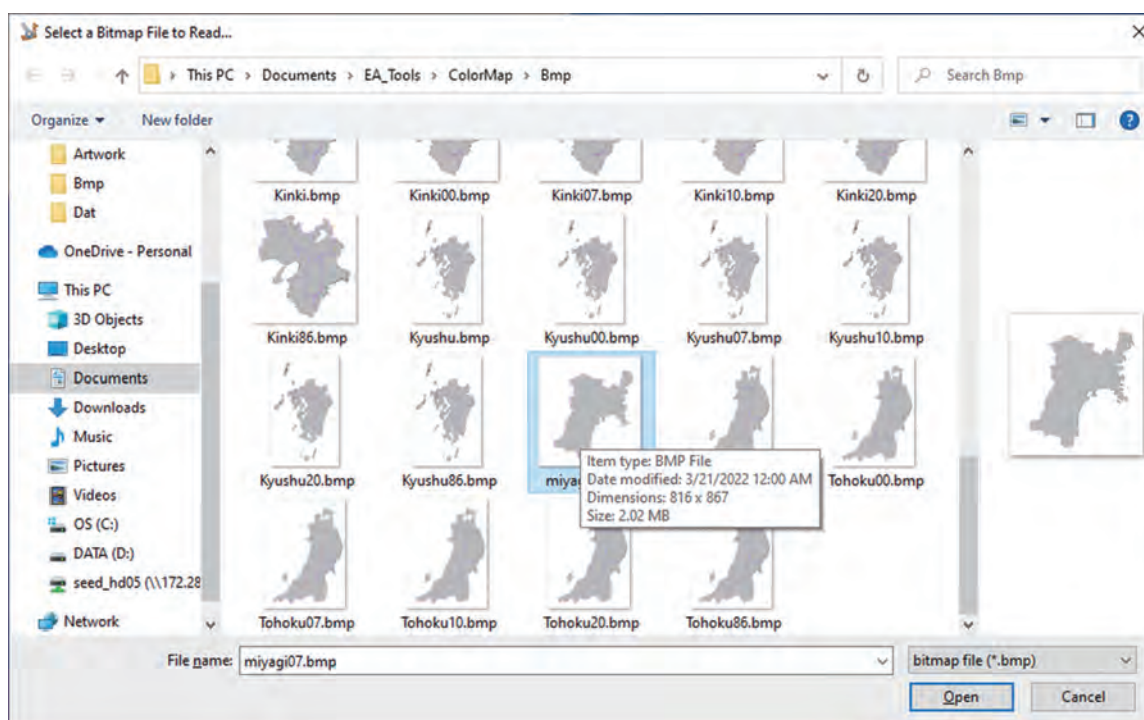 Select a Bitmap File to Read...
This PC > Documents > EA_Tools > ColorMap > Bmp
Search Bmp
Organize
New folder
Artwork
Bmp
Dat
OneDrive - Personal
This PC
3D Objects
Desktop
Documents
Downloads
Music
Pictures
Videos
OS (C:)
DATA (D:)
seed_hd05 (\\172.28
Network
Kinki.bmp
Kinki00.bmp
Kinki07.bmp
Kinki10.bmp
Kinki20.bmp
Kinki86.bmp
Kyushu.bmp
Kyushu00.bmp
Kyushu07.bmp
Kyushu10.bmp
Kyushu20.bmp
Kyushu86.bmp
Tohoku00.bmp
Item type: BMP File
Date modified: 3/21/2022 12:00 AM
Dimensions: 816 x 867
Size: 2.02 MB
Tohoku07.bmp
Tohoku10.bmp
Tohoku20.bmp
Tohoku86.bmp
File name: miyagi07.bmp
bitmap file (*.bmp)
Open
Cancel